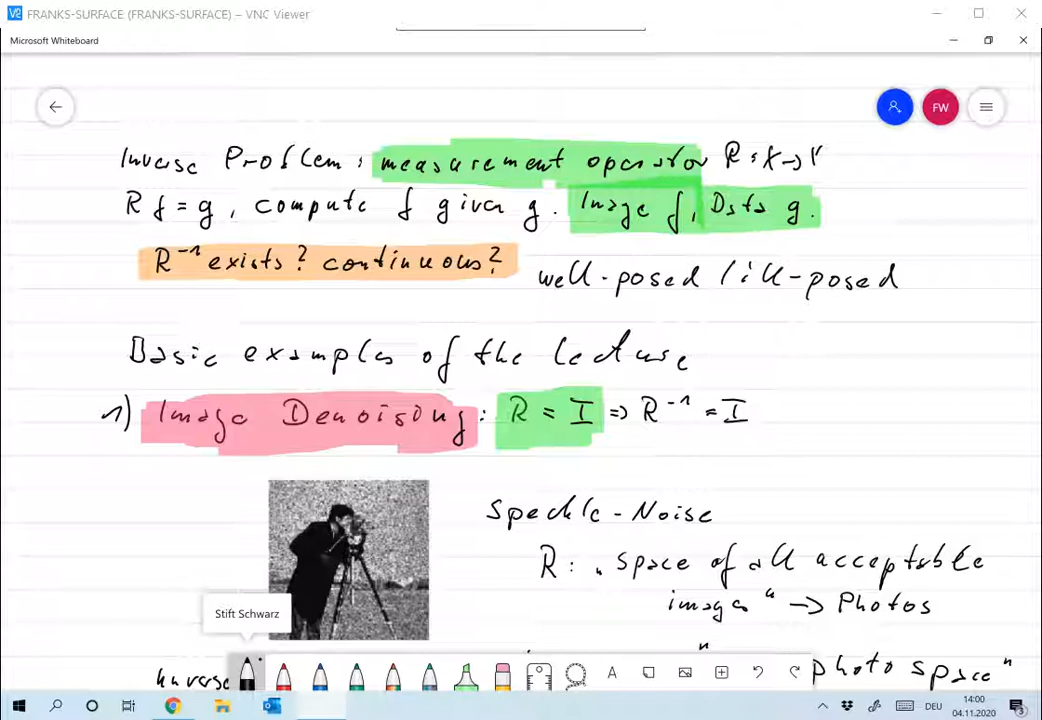 FRANKS-SURFACE (FRANKS-SURFACE) – VNC Viewer
Microsoft Whiteboard
FW
Inverse Problem: measurement operator R: X → Y
R f = g, compute f given g. Image f, Data g.
R⁻¹ exists? continuous?
well-posed / ill-posed
Basic examples of the lecture
1) Image Denoising: R = I ⇒ R⁻¹ = I
Speckle-Noise
R: „space of all acceptable
images" → Photos
Stift Schwarz
Inverse
photo space"
14:00
DEU
04.11.2020
3